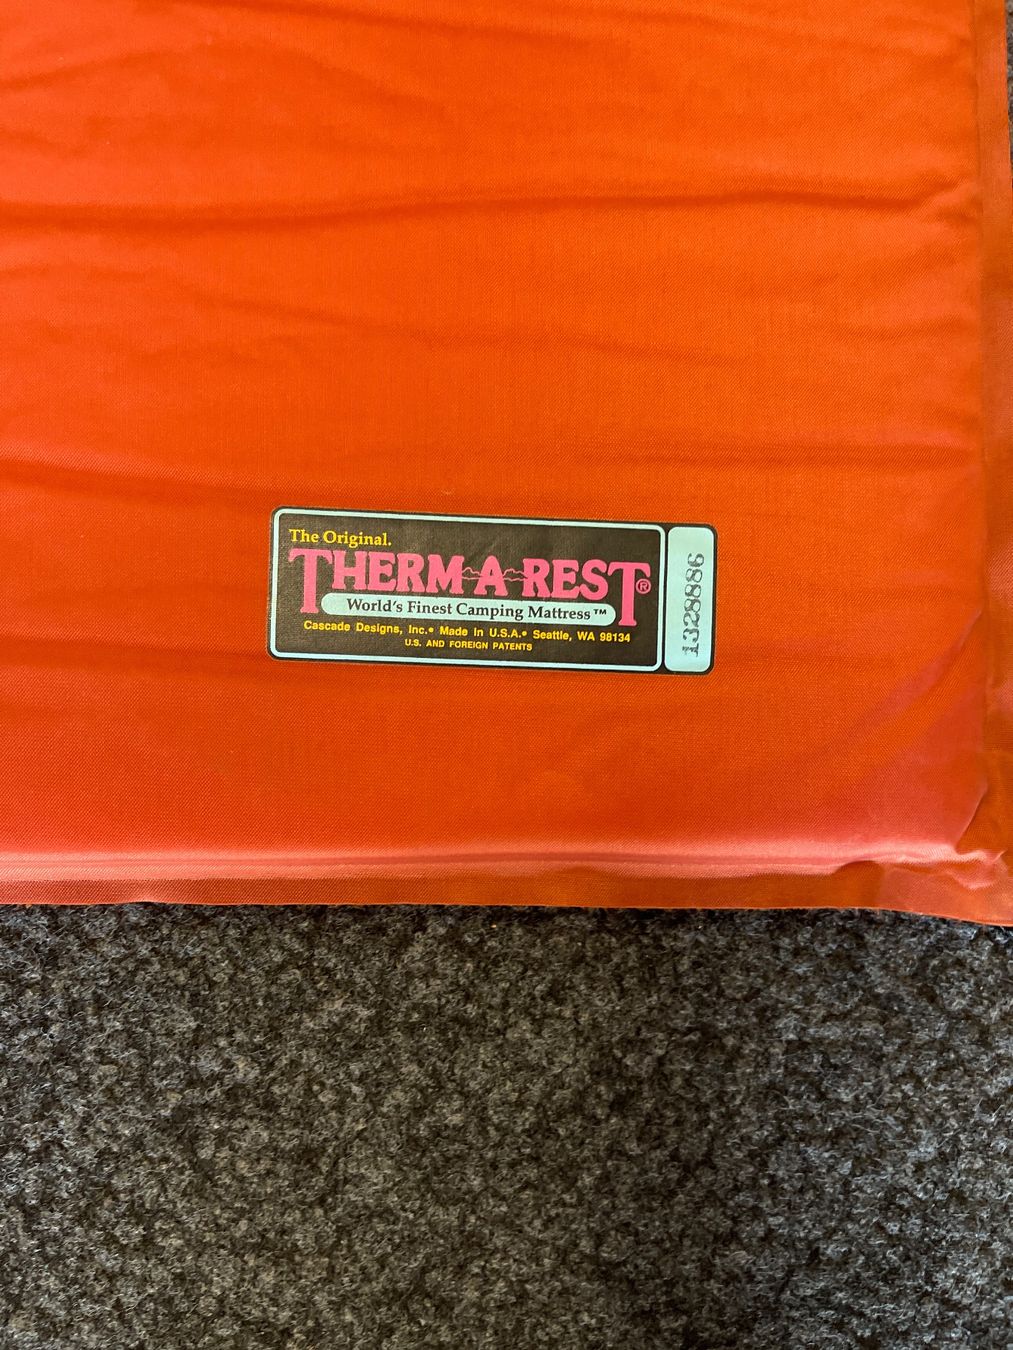 The Original.
THERM-A-REST®
World's Finest Camping Mattress™
Cascade Designs, Inc.• Made in U.S.A.• Seattle, WA 98134
U.S. AND FOREIGN PATENTS
1328886